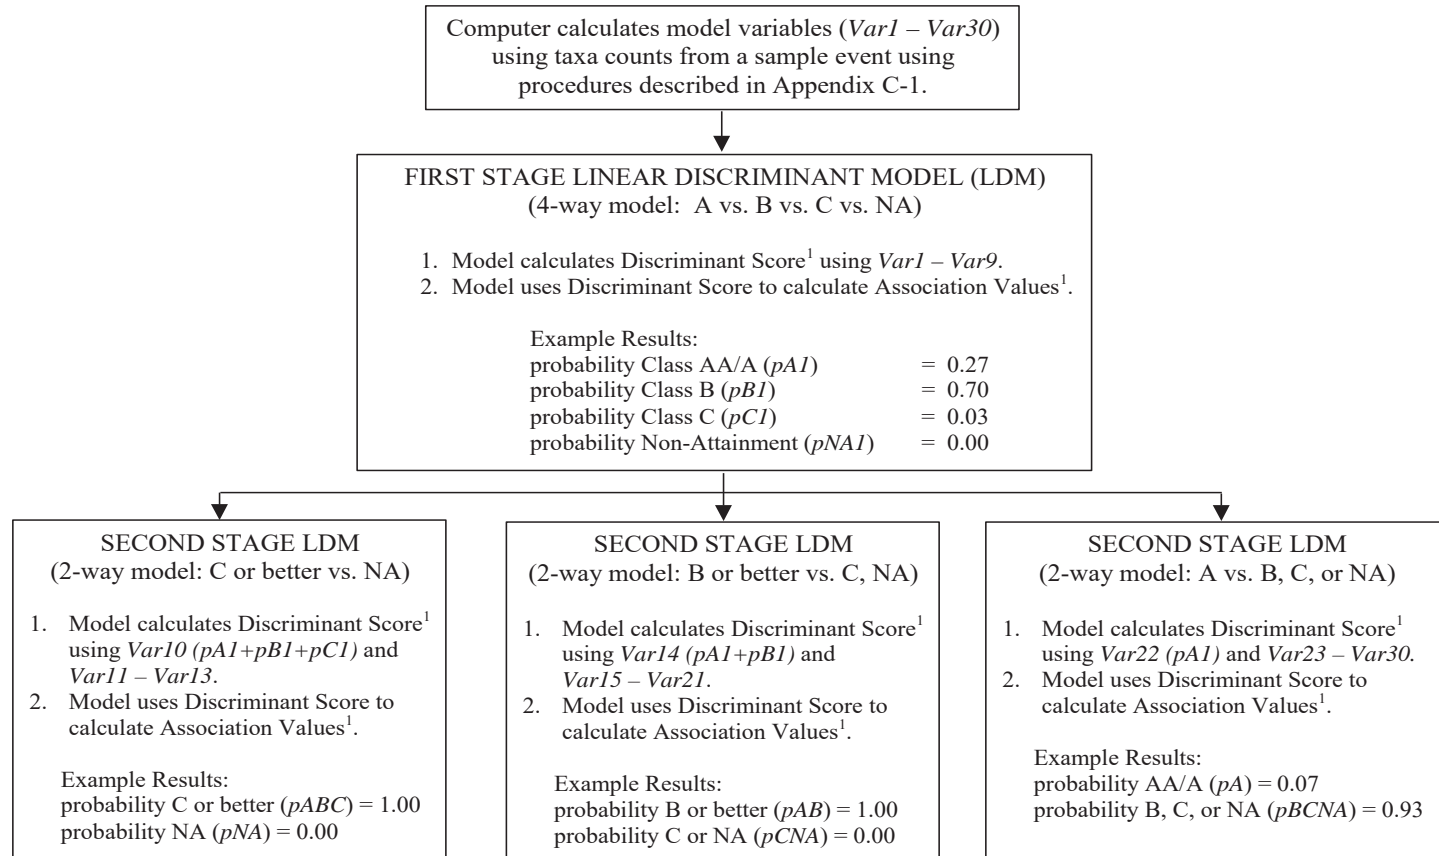 Computer calculates model variables (Var1 – Var30)
using taxa counts from a sample event using
procedures described in Appendix C-1.
FIRST STAGE LINEAR DISCRIMINANT MODEL (LDM)
(4-way model: A vs. B vs. C vs. NA)
1. Model calculates Discriminant Score¹ using Var1 – Var9.
2. Model uses Discriminant Score to calculate Association Values¹.
Example Results:
probability Class AA/A (pA1) = 0.27
probability Class B (pB1) = 0.70
probability Class C (pC1) = 0.03
probability Non-Attainment (pNA1) = 0.00
SECOND STAGE LDM
(2-way model: C or better vs. NA)
1. Model calculates Discriminant Score¹
using Var10 (pA1+pB1+pC1) and
Var11 – Var13.
2. Model uses Discriminant Score to
calculate Association Values¹.
Example Results:
probability C or better (pABC) = 1.00
probability NA (pNA) = 0.00
SECOND STAGE LDM
(2-way model: B or better vs. C, NA)
1. Model calculates Discriminant Score¹
using Var14 (pA1+pB1) and
Var15 – Var21.
2. Model uses Discriminant Score to
calculate Association Values¹.
Example Results:
probability B or better (pAB) = 1.00
probability C or NA (pCNA) = 0.00
SECOND STAGE LDM
(2-way model: A vs. B, C, or NA)
1. Model calculates Discriminant Score¹
using Var22 (pA1) and Var23 – Var30.
2. Model uses Discriminant Score to
calculate Association Values¹.
Example Results:
probability AA/A (pA) = 0.07
probability B, C, or NA (pBCNA) = 0.93